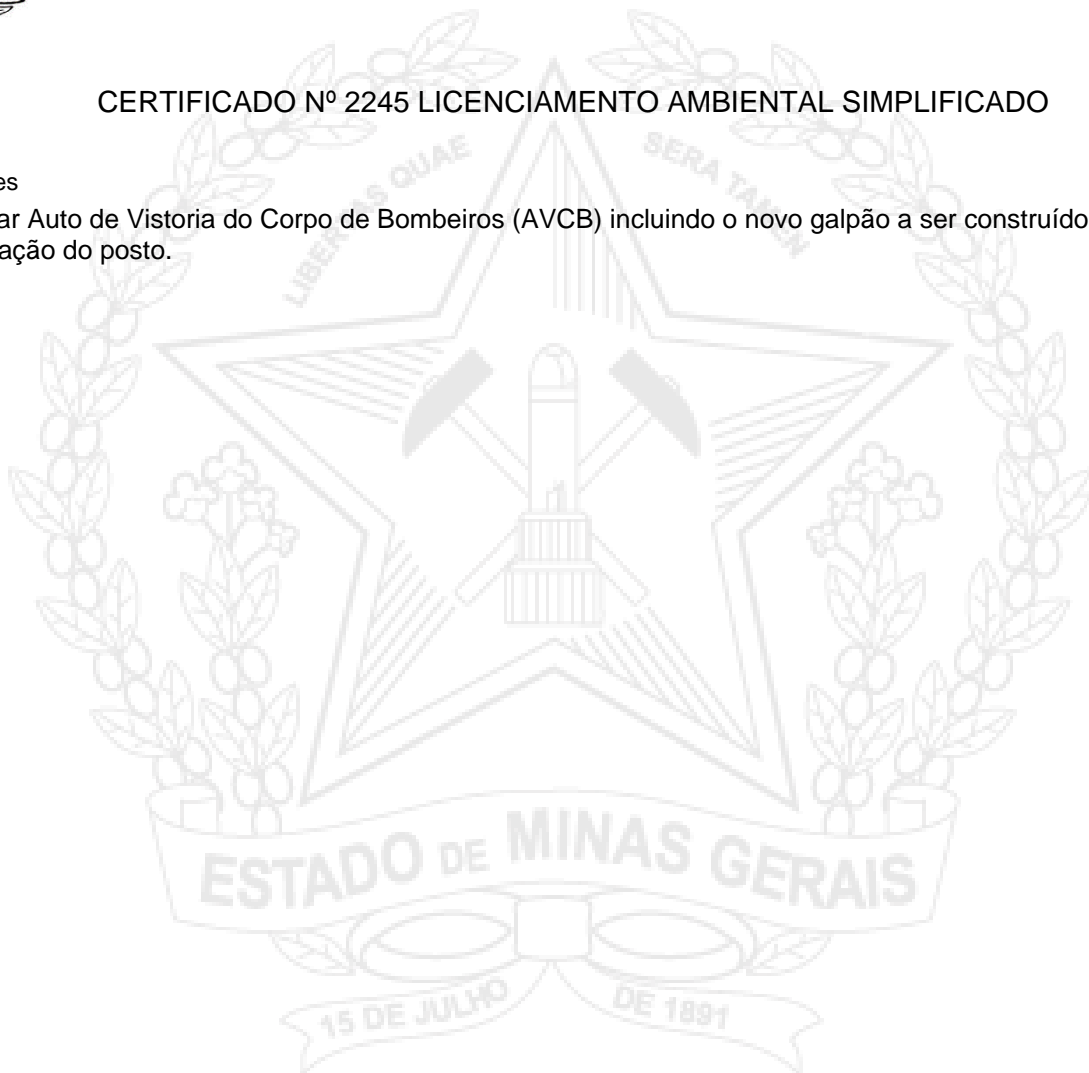 CERTIFICADO Nº 2245 LICENCIAMENTO AMBIENTAL SIMPLIFICADO
es
ar Auto de Vistoria do Corpo de Bombeiros (AVCB) incluindo o novo galpão a ser construído
ação do posto.
LIBERTAS QUAE SERA TAMEN
ESTADO DE MINAS GERAIS
15 DE JULHO DE 1891